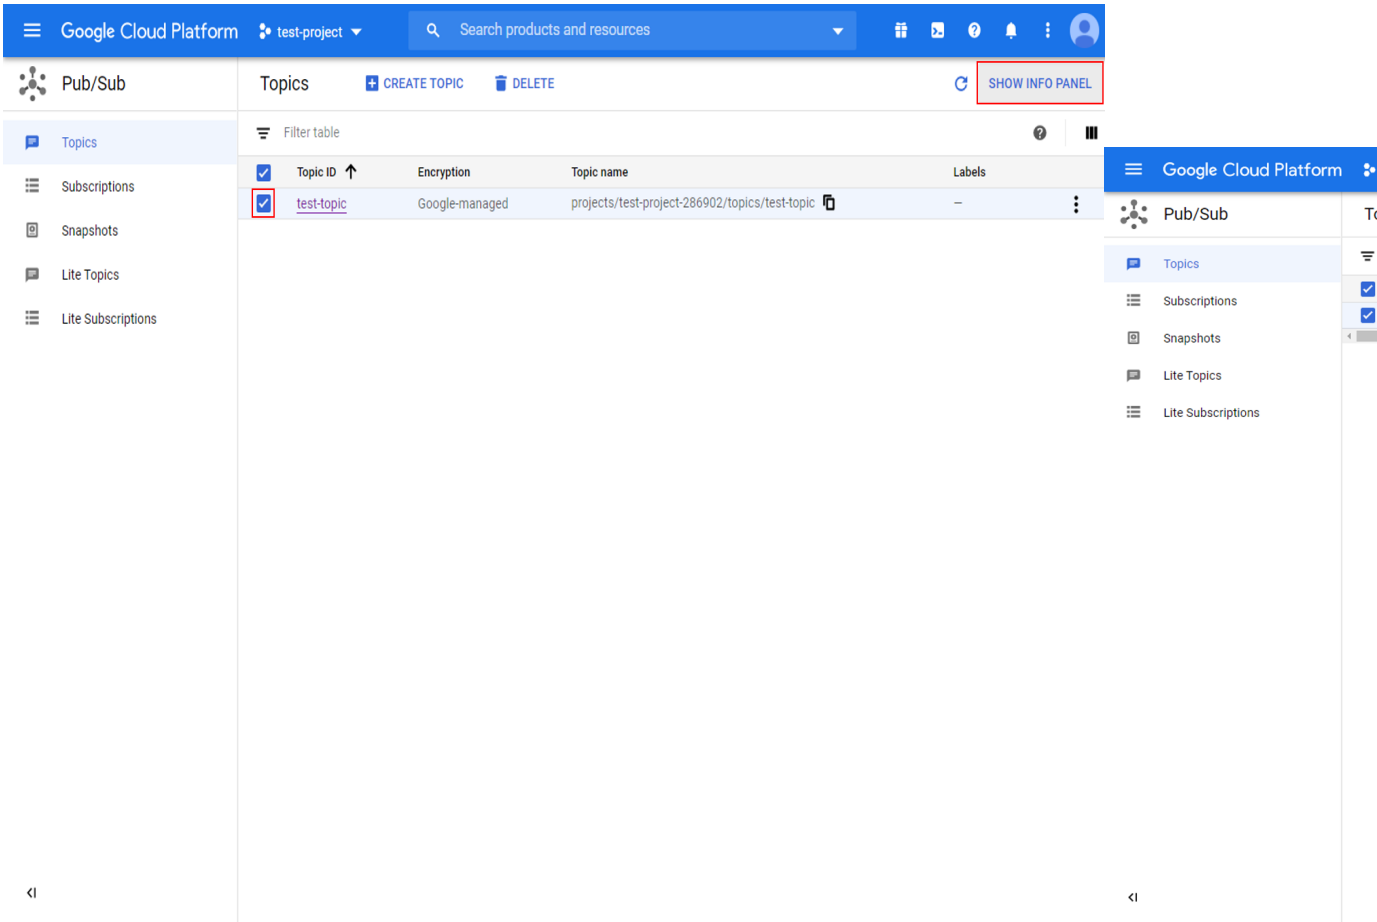 Google Cloud Platform test-project Search products and resources
Pub/Sub Topics CREATE TOPIC DELETE SHOW INFO PANEL
Topics
Subscriptions
Snapshots
Lite Topics
Lite Subscriptions
Filter table
Topic ID Encryption Topic name Labels
test-topic Google-managed projects/test-project-286902/topics/test-topic –
Google Cloud Platform
Pub/Sub
Topics
Subscriptions
Snapshots
Lite Topics
Lite Subscriptions